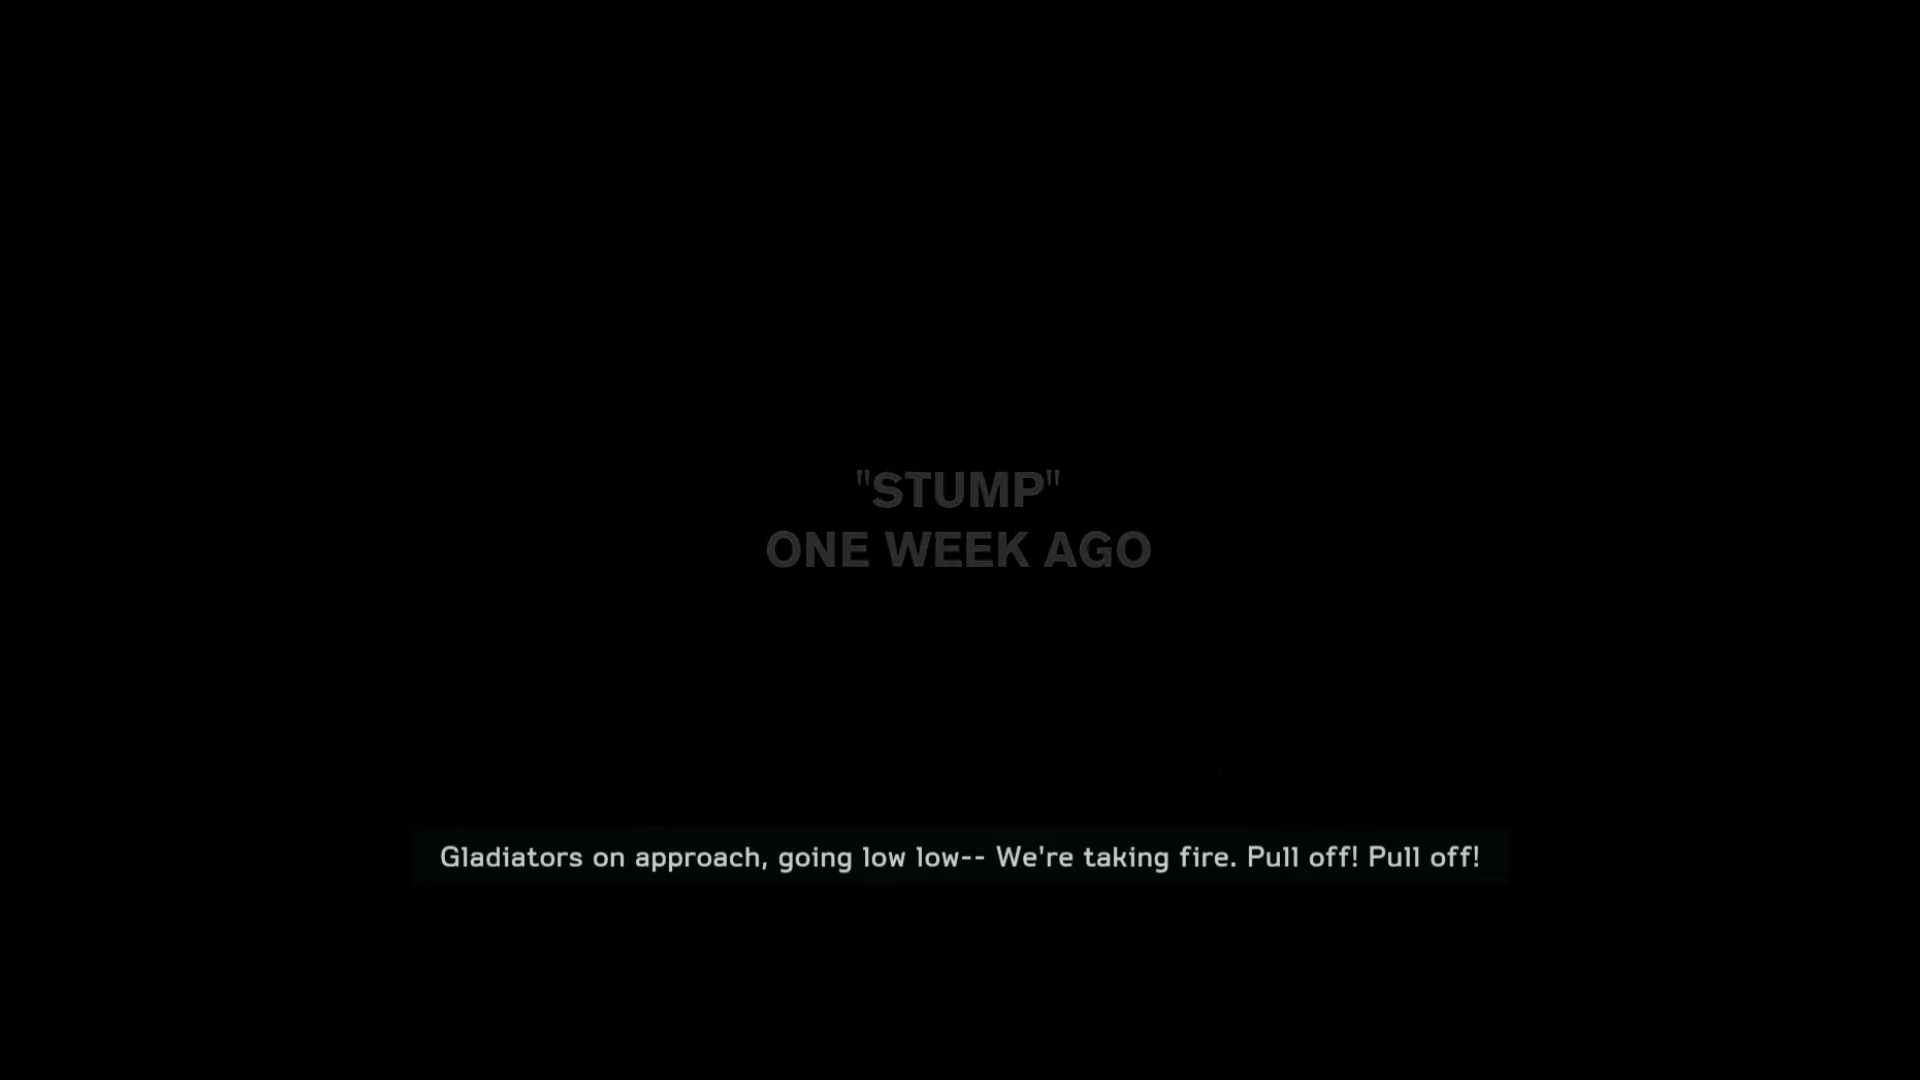 "STUMP"
ONE WEEK AGO
Gladiators on approach, going low low-- We're taking fire. Pull off! Pull off!